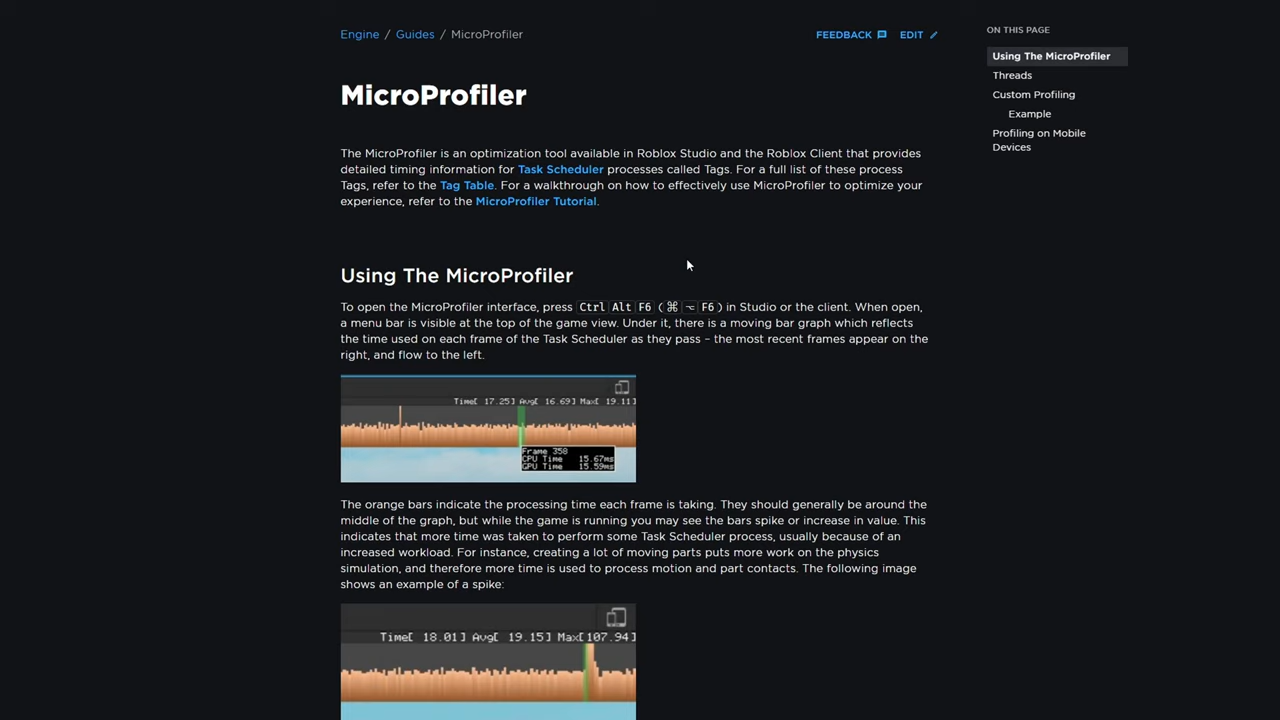 Engine / Guides / MicroProfiler
FEEDBACK
EDIT
ON THIS PAGE
Using The MicroProfiler
Threads
Custom Profiling
Example
Profiling on Mobile
Devices
MicroProfiler
The MicroProfiler is an optimization tool available in Roblox Studio and the Roblox Client that provides
detailed timing information for Task Scheduler processes called Tags. For a full list of these process
Tags, refer to the Tag Table. For a walkthrough on how to effectively use MicroProfiler to optimize your
experience, refer to the MicroProfiler Tutorial.
Using The MicroProfiler
To open the MicroProfiler interface, press Ctrl Alt F6 (⌘ ⌥ F6) in Studio or the client. When open,
a menu bar is visible at the top of the game view. Under it, there is a moving bar graph which reflects
the time used on each frame of the Task Scheduler as they pass – the most recent frames appear on the
right, and flow to the left.
Time[ 17.25] Avg[ 16.69] Max[ 19.11]
Frame 358
CPU Time 15.67ms
GPU Time 15.59ms
The orange bars indicate the processing time each frame is taking. They should generally be around the
middle of the graph, but while the game is running you may see the bars spike or increase in value. This
indicates that more time was taken to perform some Task Scheduler process, usually because of an
increased workload. For instance, creating a lot of moving parts puts more work on the physics
simulation, and therefore more time is used to process motion and part contacts. The following image
shows an example of a spike:
Time[ 18.01] Avg[ 19.15] Max[107.94]